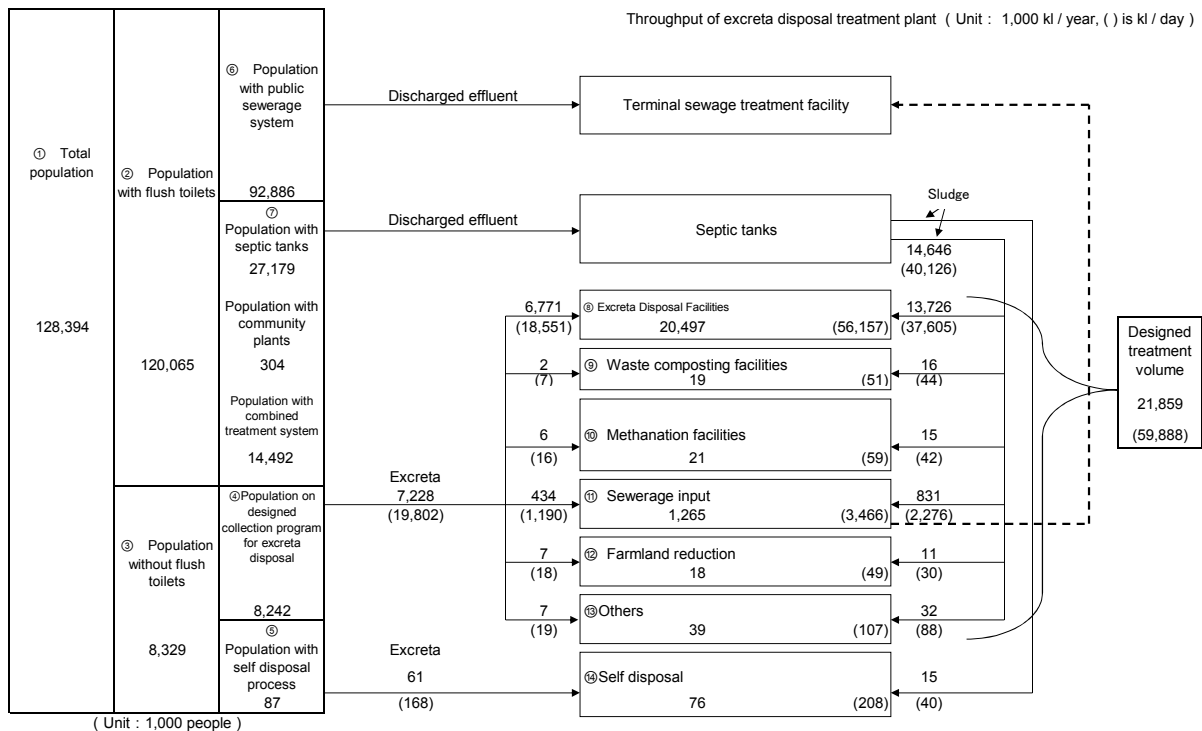 Throughput of excreta disposal treatment plant ( Unit : 1,000 kl / year, ( ) is kl / day )
① Total
population
128,394
② Population
with flush toilets
120,065
③ Population
without flush
toilets
8,329
⑥ Population
with public
sewerage
system
92,886
⑦
Population with
septic tanks
27,179
Population with
community
plants
304
Population with
combined
treatment system
14,492
④Population on
designed
collection program
for excreta
disposal
8,242
⑤
Population with
self disposal
process
87
( Unit : 1,000 people )
Discharged effluent
Terminal sewage treatment facility
Discharged effluent
Septic tanks
Sludge
14,646
(40,126)
Excreta
7,228
(19,802)
6,771
(18,551)
⑧ Excreta Disposal Facilities
20,497 (56,157)
13,726
(37,605)
2
(7)
⑨ Waste composting facilities
19 (51)
16
(44)
6
(16)
⑩ Methanation facilities
21 (59)
15
(42)
434
(1,190)
⑪ Sewerage input
1,265 (3,466)
831
(2,276)
7
(18)
⑫ Farmland reduction
18 (49)
11
(30)
7
(19)
⑬Others
39 (107)
32
(88)
Excreta
61
(168)
⑭Self disposal
76 (208)
15
(40)
Designed
treatment
volume
21,859
(59,888)